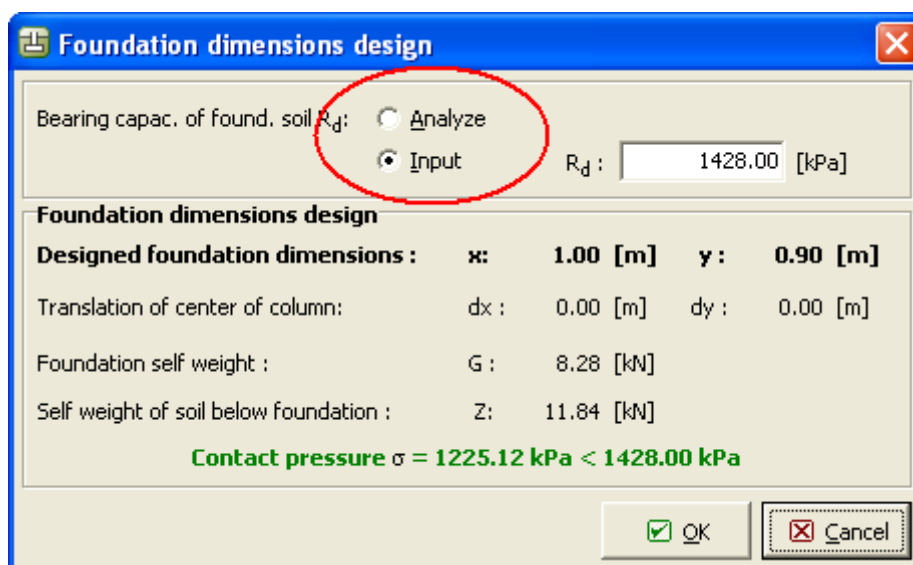 Foundation dimensions design
Bearing capac. of found. soil Rd: Analyze
Input Rd : 1428.00 [kPa]
Foundation dimensions design
Designed foundation dimensions : x: 1.00 [m] y : 0.90 [m]
Translation of center of column: dx : 0.00 [m] dy : 0.00 [m]
Foundation self weight : G : 8.28 [kN]
Self weight of soil below foundation : Z: 11.84 [kN]
Contact pressure σ = 1225.12 kPa < 1428.00 kPa
OK Cancel